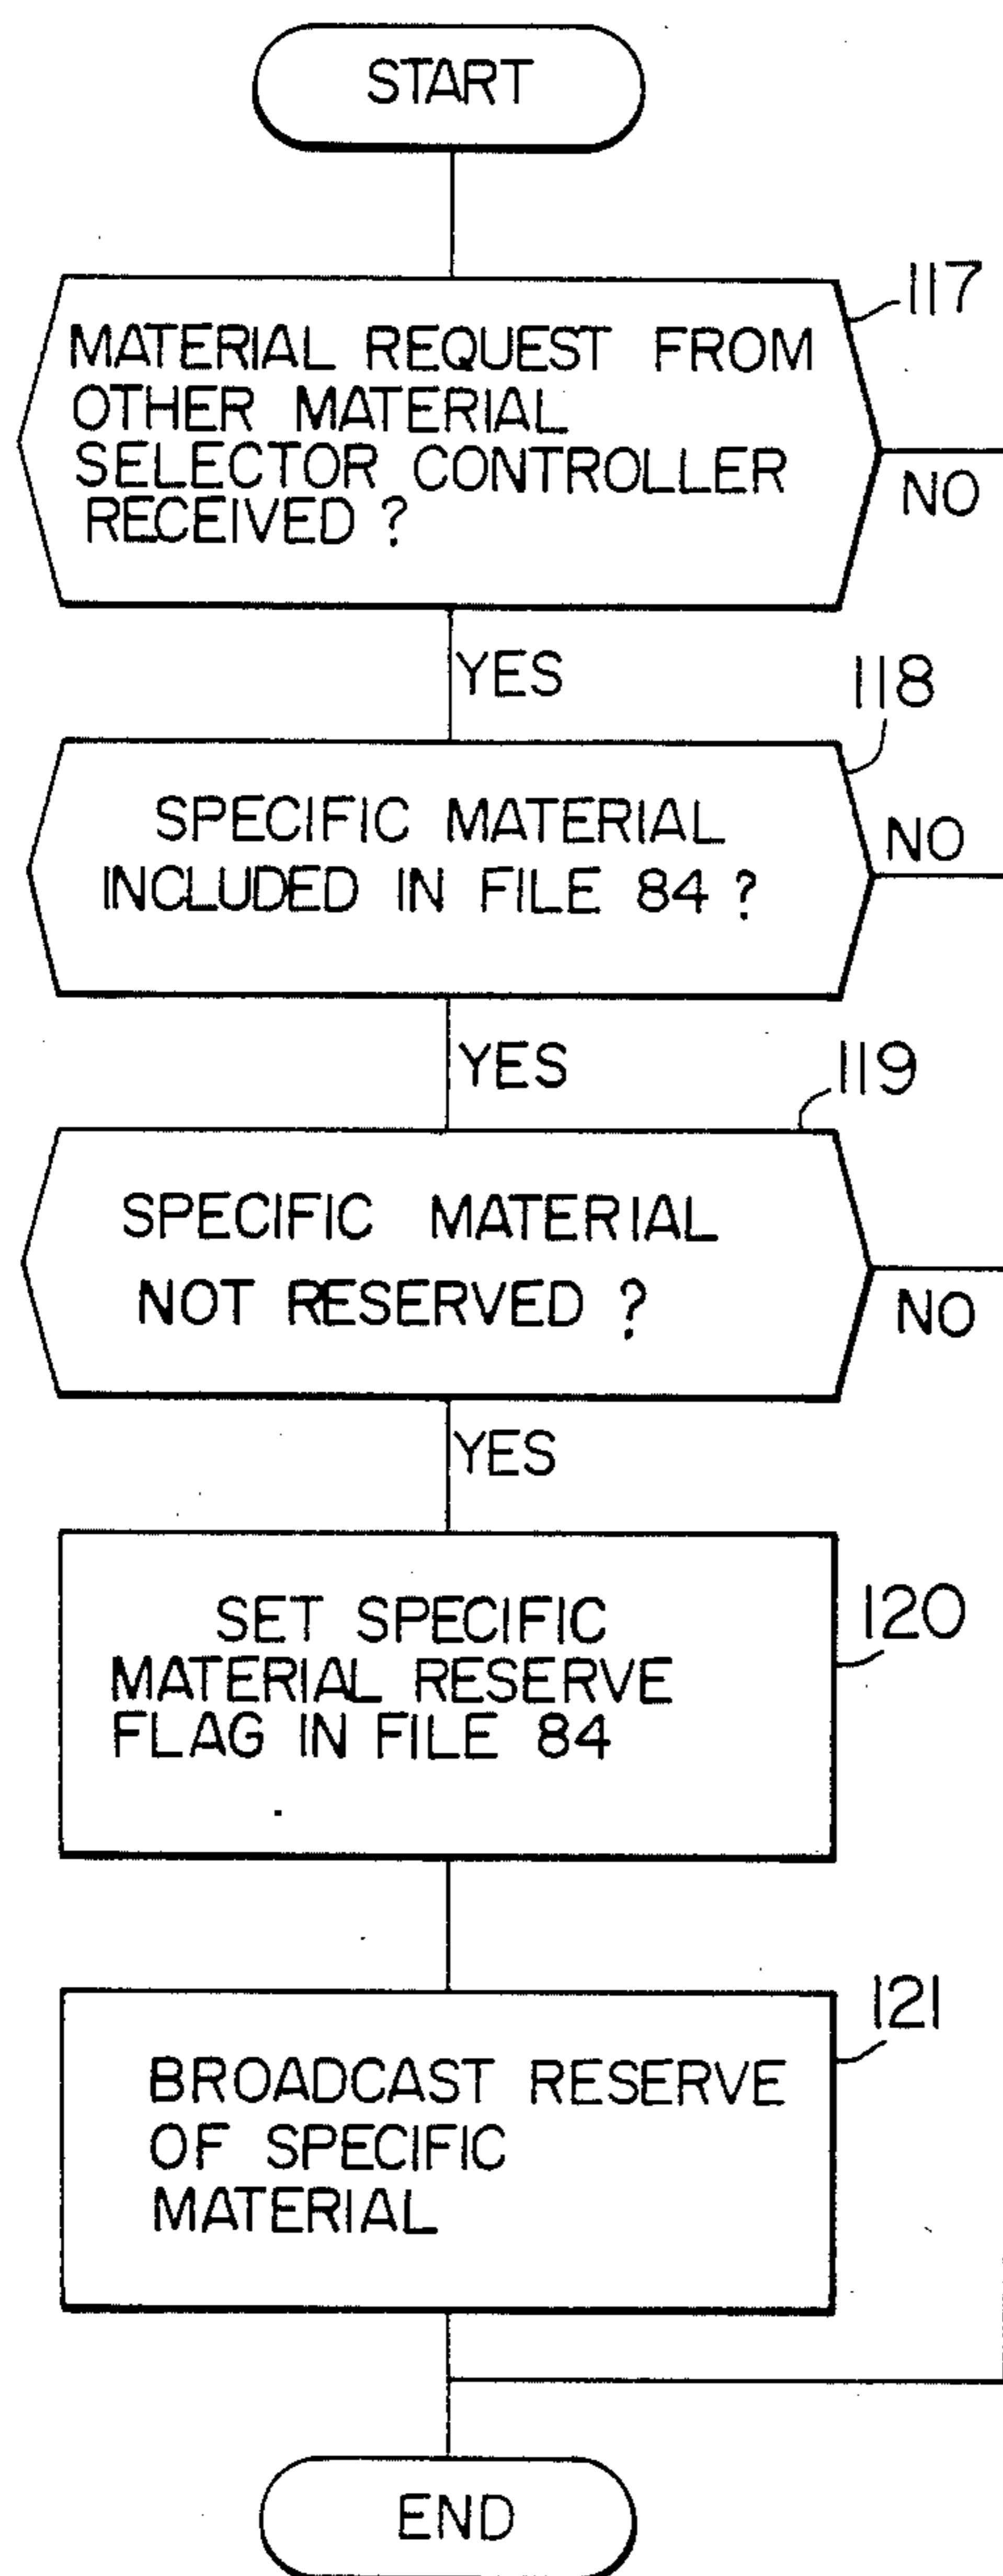 START
117
MATERIAL REQUEST FROM
OTHER MATERIAL
SELECTOR CONTROLLER
RECEIVED ?
NO
YES
118
SPECIFIC MATERIAL
INCLUDED IN FILE 84 ?
NO
YES
119
SPECIFIC MATERIAL
NOT RESERVED ?
NO
YES
120
SET SPECIFIC
MATERIAL RESERVE
FLAG IN FILE 84
121
BROADCAST RESERVE
OF SPECIFIC
MATERIAL
END